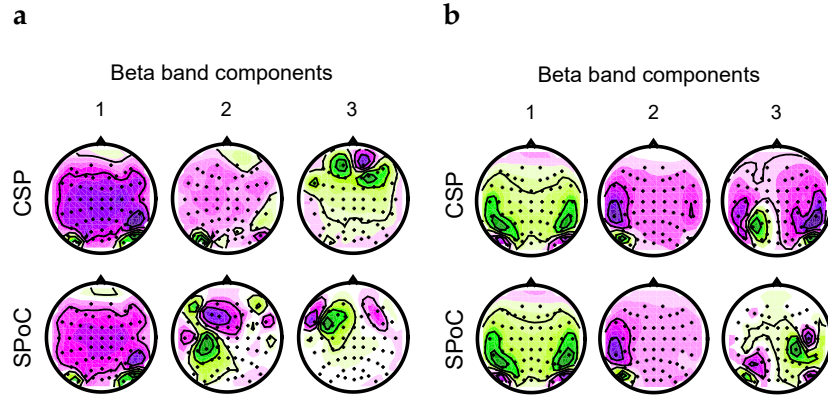 a
Beta band components
1 2 3
CSP
SPoC
b
Beta band components
1 2 3
CSP
SPoC